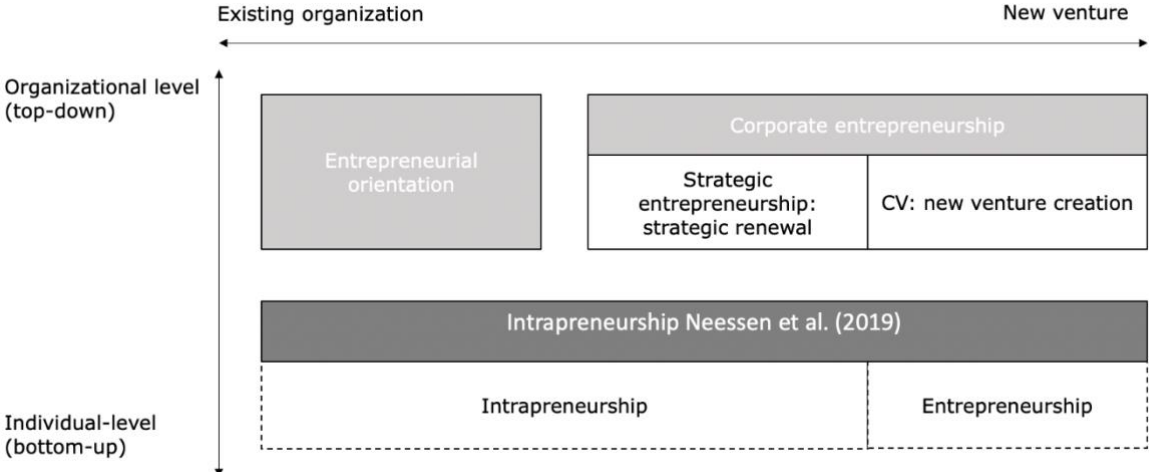 Existing organization
New venture
Organizational level
(top-down)
Entrepreneurial
orientation
Corporate entrepreneurship
Strategic
entrepreneurship:
strategic renewal
CV: new venture creation
Intrapreneurship Neessen et al. (2019)
Intrapreneurship
Entrepreneurship
Individual-level
(bottom-up)